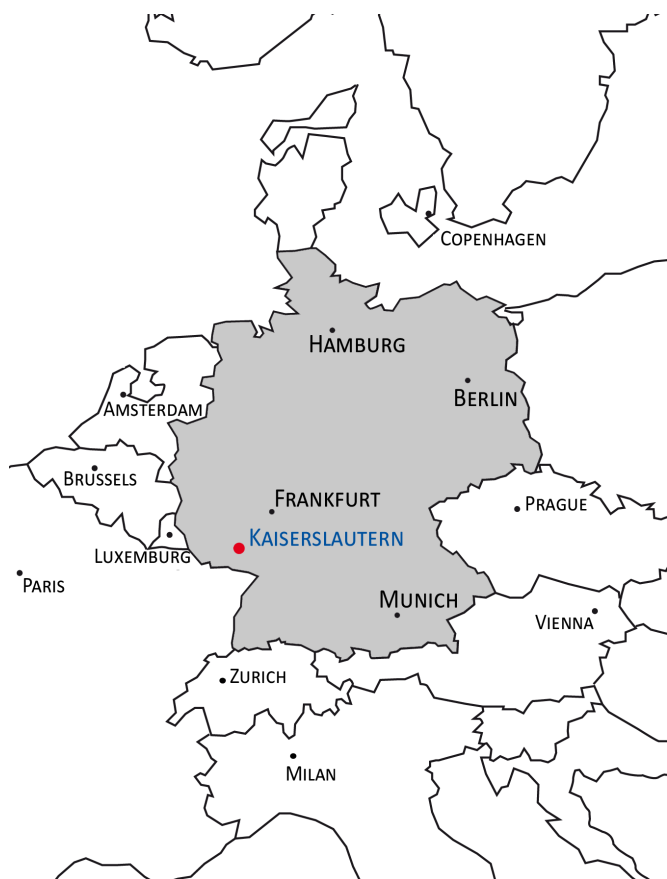 COPENHAGEN
HAMBURG
BERLIN
AMSTERDAM
BRUSSELS
FRANKFURT
PRAGUE
KAISERSLAUTERN
LUXEMBURG
PARIS
MUNICH
VIENNA
ZURICH
MILAN